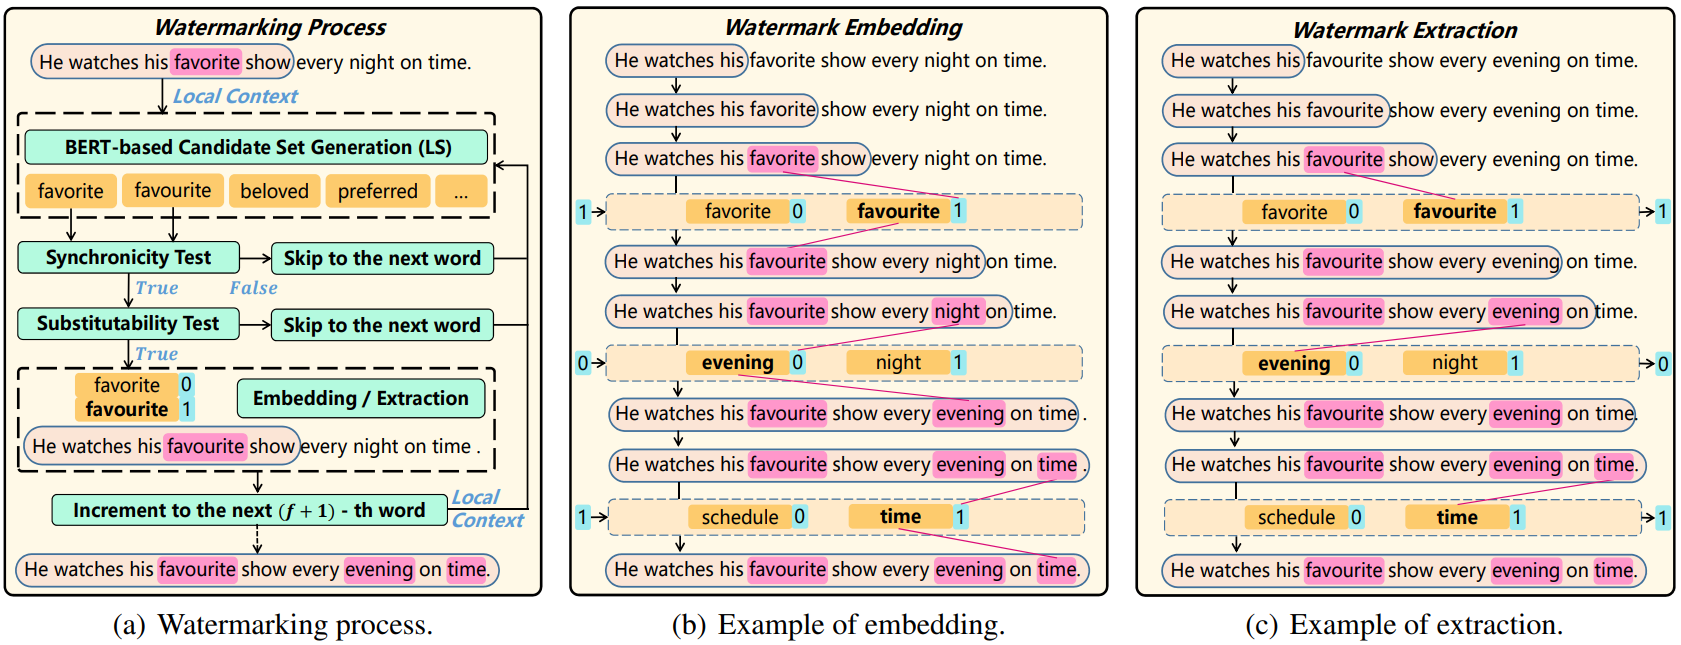 Watermarking Process
He watches his favorite show every night on time.
Local Context
BERT-based Candidate Set Generation (LS)
favorite favourite beloved preferred ...
Synchronicity Test Skip to the next word
True False
Substitutability Test Skip to the next word
True
favorite 0
favourite 1
Embedding / Extraction
He watches his favourite show every night on time .
Increment to the next (f + 1) - th word
Local
Context
He watches his favourite show every evening on time.
(a) Watermarking process.
Watermark Embedding
He watches his favorite show every night on time.
He watches his favorite show every night on time.
He watches his favorite show every night on time.
1 favorite 0 favourite 1
He watches his favourite show every night on time.
He watches his favourite show every night on time.
0 evening 0 night 1
He watches his favourite show every evening on time .
He watches his favourite show every evening on time .
1 schedule 0 time 1
He watches his favourite show every evening on time.
(b) Example of embedding.
Watermark Extraction
He watches his favourite show every evening on time.
He watches his favourite show every evening on time.
He watches his favourite show every evening on time.
favorite 0 favourite 1 1
He watches his favourite show every evening on time.
He watches his favourite show every evening on time.
evening 0 night 1 0
He watches his favourite show every evening on time.
He watches his favourite show every evening on time.
schedule 0 time 1 1
He watches his favourite show every evening on time.
(c) Example of extraction.